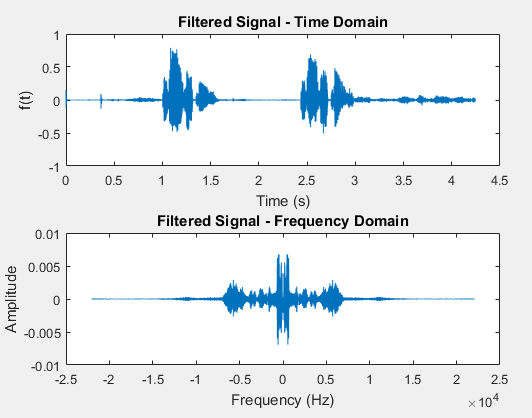 Filtered Signal - Time Domain
1
0.5
0
-0.5
-1
f(t)
0 0.5 1 1.5 2 2.5 3 3.5 4 4.5
Time (s)
Filtered Signal - Frequency Domain
0.01
0.005
0
-0.005
-0.01
Amplitude
-2.5 -2 -1.5 -1 -0.5 0 0.5 1 1.5 2 2.5
Frequency (Hz)
×10⁴